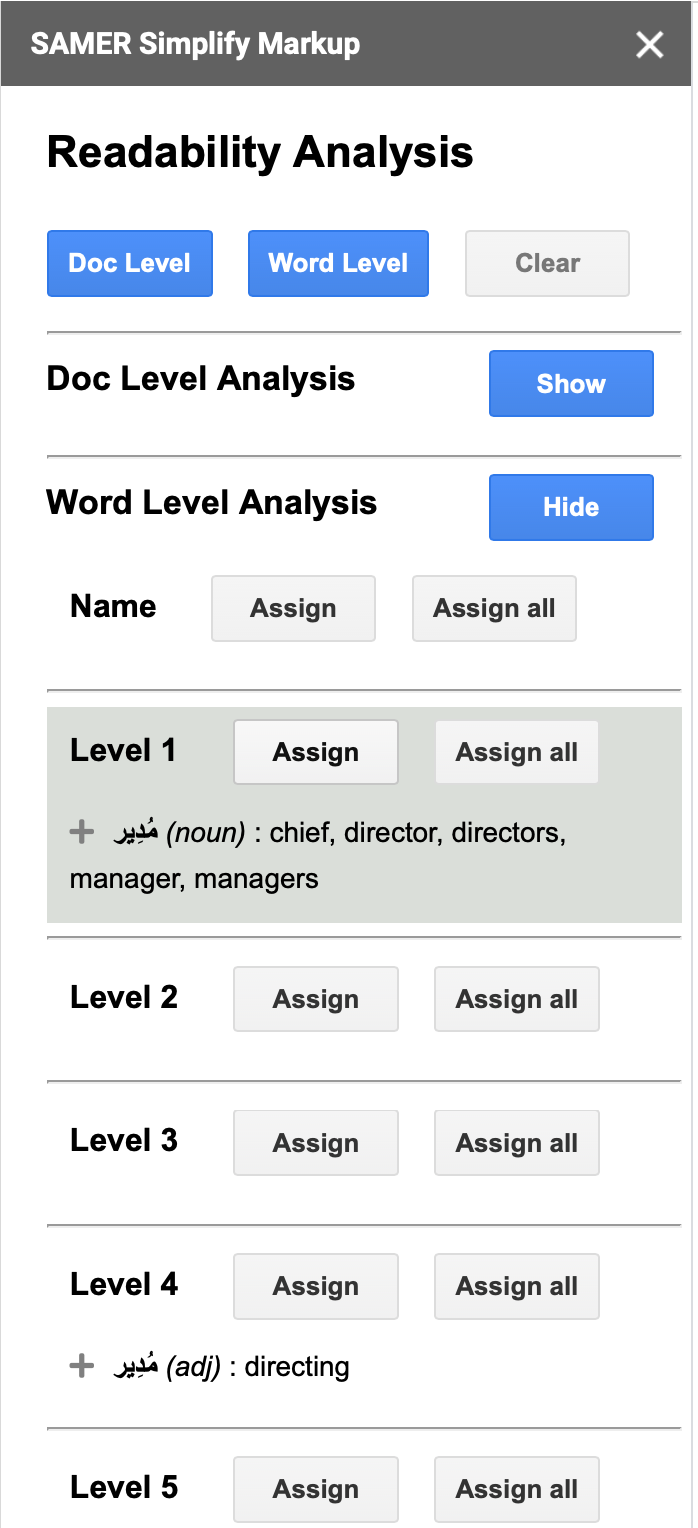 SAMER Simplify Markup
Readability Analysis
Doc Level Word Level Clear
Doc Level Analysis Show
Word Level Analysis Hide
Name Assign Assign all
Level 1 Assign Assign all
+ مُدِير (noun) : chief, director, directors,
manager, managers
Level 2 Assign Assign all
Level 3 Assign Assign all
Level 4 Assign Assign all
+ مُدِير (adj) : directing
Level 5 Assign Assign all